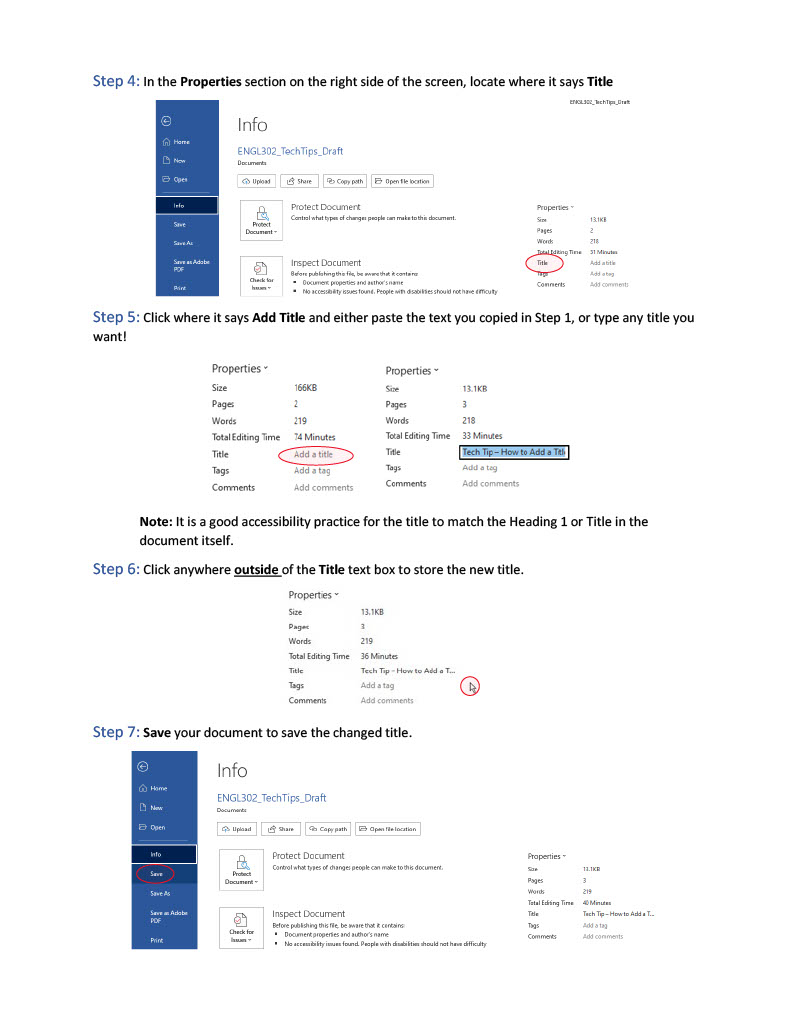 Step 4: In the Properties section on the right side of the screen, locate where it says Title
ENGL302_TechTips_Draft
Info
Home
New
Open
Info
Save
Save As
Save as Adobe
PDF
Print
ENGL302_TechTips_Draft
Documents
Upload
Share
Copy path
Open file location
Protect
Document
Protect Document
Control what types of changes people can make to this document.
Check for
Issues
Inspect Document
Before publishing this file, be aware that it contains:
Document properties and author's name
No accessibility issues found. People with disabilities should not have difficulty
Properties
Size 13.1KB
Pages 2
Words 218
Total Editing Time 31 Minutes
Title Add a title
Tags Add a tag
Comments Add comments
Step 5: Click where it says Add Title and either paste the text you copied in Step 1, or type any title you
want!
Properties
Size 166KB
Pages 2
Words 219
Total Editing Time 74 Minutes
Title Add a title
Tags Add a tag
Comments Add comments
Properties
Size 13.1KB
Pages 3
Words 218
Total Editing Time 33 Minutes
Title Tech Tip – How to Add a Titl
Tags Add a tag
Comments Add comments
Note: It is a good accessibility practice for the title to match the Heading 1 or Title in the
document itself.
Step 6: Click anywhere outside of the Title text box to store the new title.
Properties
Size 13.1KB
Pages 3
Words 219
Total Editing Time 36 Minutes
Title Tech Tip – How to Add a T...
Tags Add a tag
Comments Add comments
Step 7: Save your document to save the changed title.
Info
Home
New
Open
Info
Save
Save As
Save as Adobe
PDF
Print
ENGL302_TechTips_Draft
Documents
Upload
Share
Copy path
Open file location
Protect
Document
Protect Document
Control what types of changes people can make to this document.
Check for
Issues
Inspect Document
Before publishing this file, be aware that it contains:
Document properties and author's name
No accessibility issues found. People with disabilities should not have difficulty
Properties
Size 13.1KB
Pages 3
Words 219
Total Editing Time 40 Minutes
Title Tech Tip – How to Add a T...
Tags Add a tag
Comments Add comments